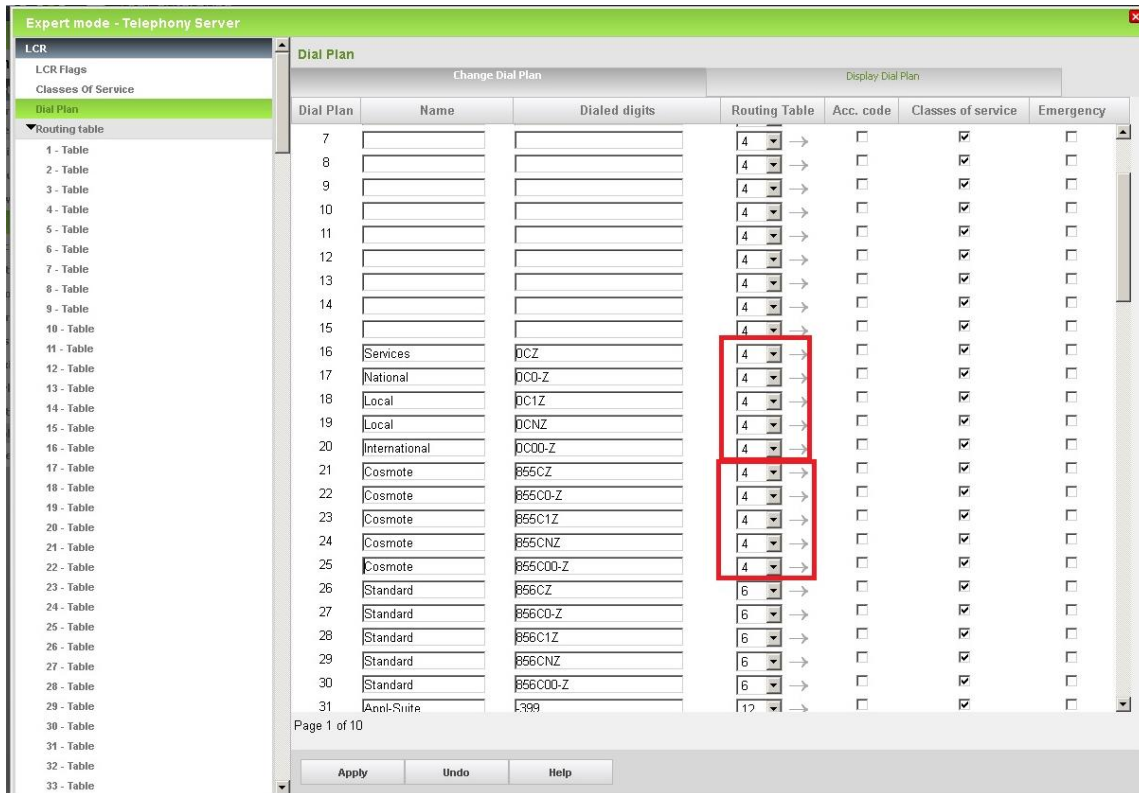 Expert mode - Telephony Server
LCR
LCR Flags
Classes Of Service
Dial Plan
Routing table
1 - Table
2 - Table
3 - Table
4 - Table
5 - Table
6 - Table
7 - Table
8 - Table
9 - Table
10 - Table
11 - Table
12 - Table
13 - Table
14 - Table
15 - Table
16 - Table
17 - Table
18 - Table
19 - Table
20 - Table
21 - Table
22 - Table
23 - Table
24 - Table
25 - Table
26 - Table
27 - Table
28 - Table
29 - Table
30 - Table
31 - Table
32 - Table
33 - Table
Dial Plan
Change Dial Plan Display Dial Plan
Dial Plan Name Dialed digits Routing Table Acc. code Classes of service Emergency
7 4
8 4
9 4
10 4
11 4
12 4
13 4
14 4
15 4
16 Services 0CZ 4
17 National 0C0-Z 4
18 Local 0C1Z 4
19 Local 0CNZ 4
20 International 0C00-Z 4
21 Cosmote 855CZ 4
22 Cosmote 855C0-Z 4
23 Cosmote 855C1Z 4
24 Cosmote 855CNZ 4
25 Cosmote 855C00-Z 4
26 Standard 856CZ 6
27 Standard 856C0-Z 6
28 Standard 856C1Z 6
29 Standard 856CNZ 6
30 Standard 856C00-Z 6
31 Appl-Suite -399 12
Page 1 of 10
Apply Undo Help